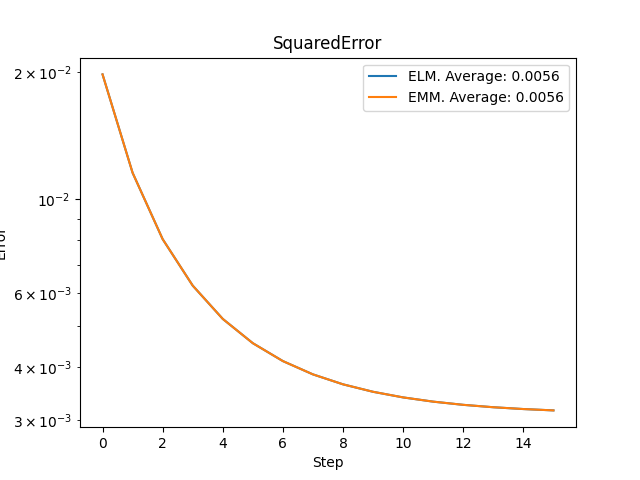 SquaredError
ELM. Average: 0.0056
EMM. Average: 0.0056
2 × 10⁻²
10⁻²
6 × 10⁻³
4 × 10⁻³
3 × 10⁻³
Error
0 2 4 6 8 10 12 14
Step